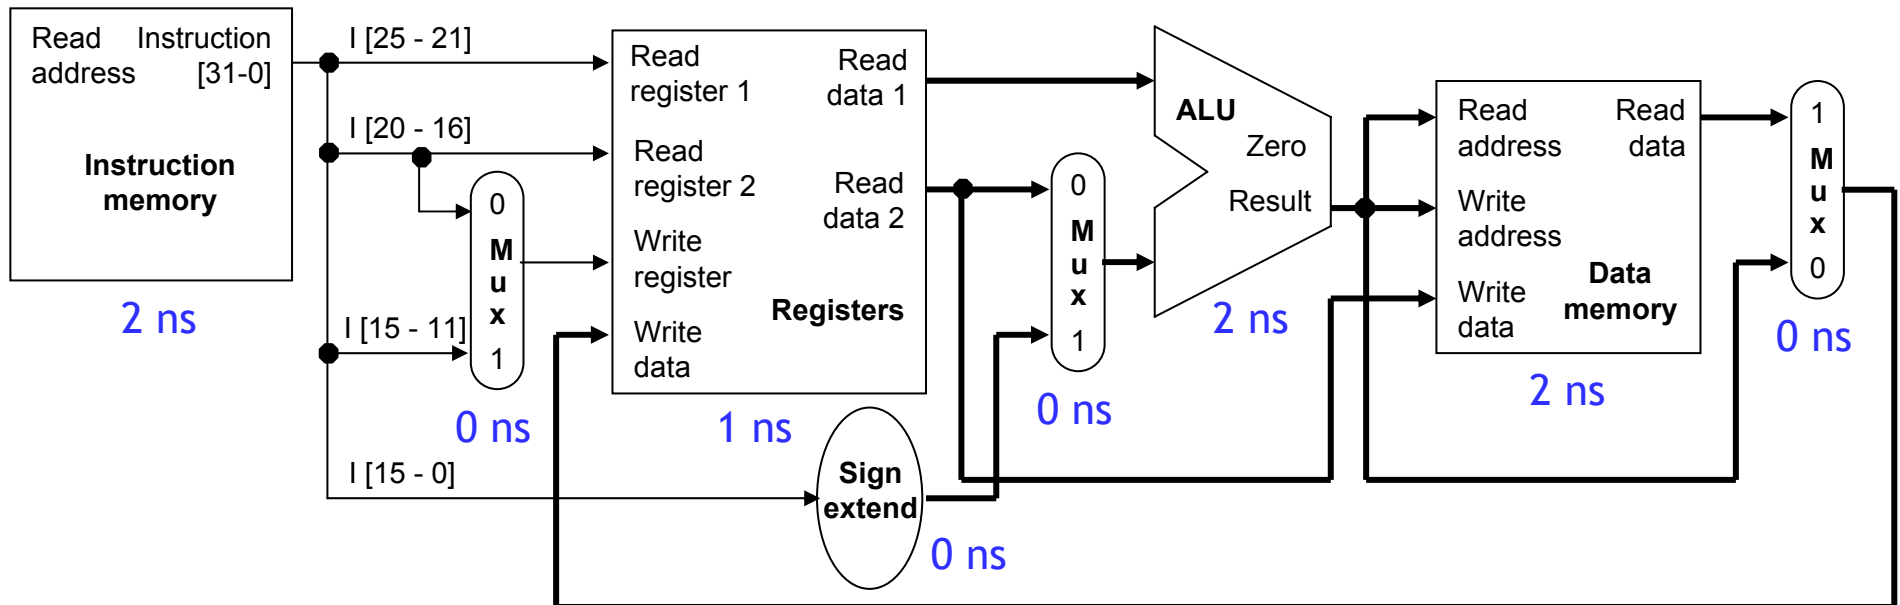 Read Instruction
address [31-0]
Instruction
memory
2 ns
I [25 - 21]
I [20 - 16]
I [15 - 11]
I [15 - 0]
0
M
u
x
1
0 ns
Read
register 1
Read
register 2
Write
register
Write
data
Read
data 1
Read
data 2
Registers
1 ns
Sign
extend
0 ns
0
M
u
x
1
0 ns
ALU
Zero
Result
2 ns
Read
address
Write
address
Write
data
Read
data
Data
memory
2 ns
1
M
u
x
0
0 ns